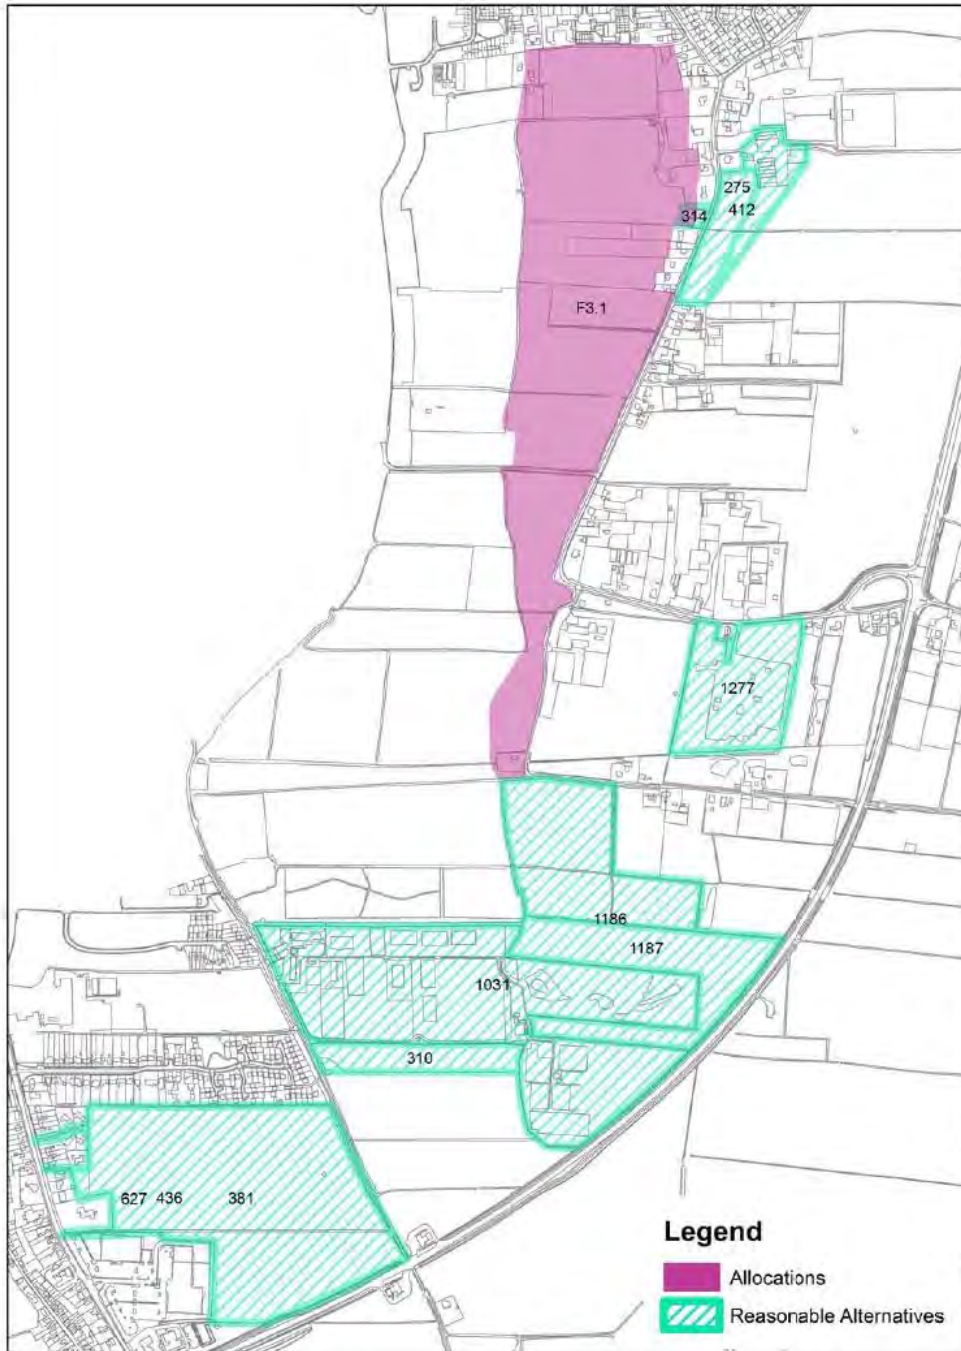 275
412
314
F3.1
1277
1186
1187
1031
310
627 436 381
Legend
Allocations
Reasonable Alternatives